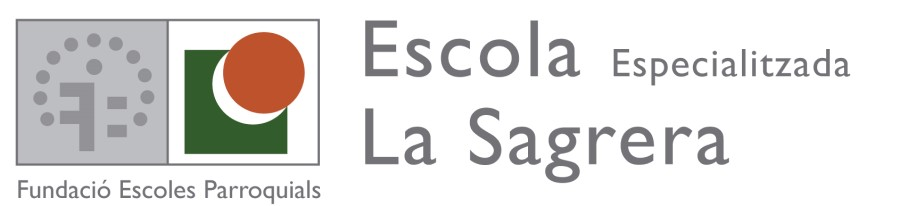 Escola Especialitzada
La Sagrera
Fundació Escoles Parroquials